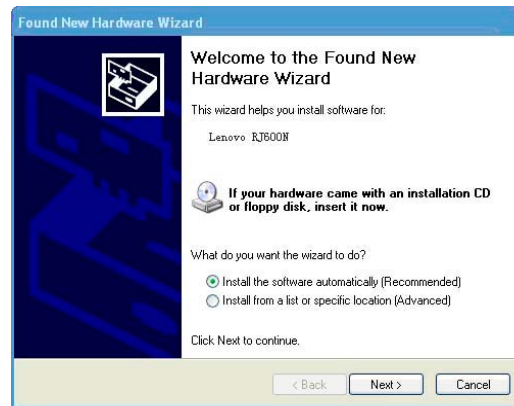 Found New Hardware Wizard
Welcome to the Found New
Hardware Wizard
This wizard helps you install software for:
Lenovo RJ600N
If your hardware came with an installation CD
or floppy disk, insert it now.
What do you want the wizard to do?
Install the software automatically (Recommended)
Install from a list or specific location (Advanced)
Click Next to continue.
< Back Next > Cancel